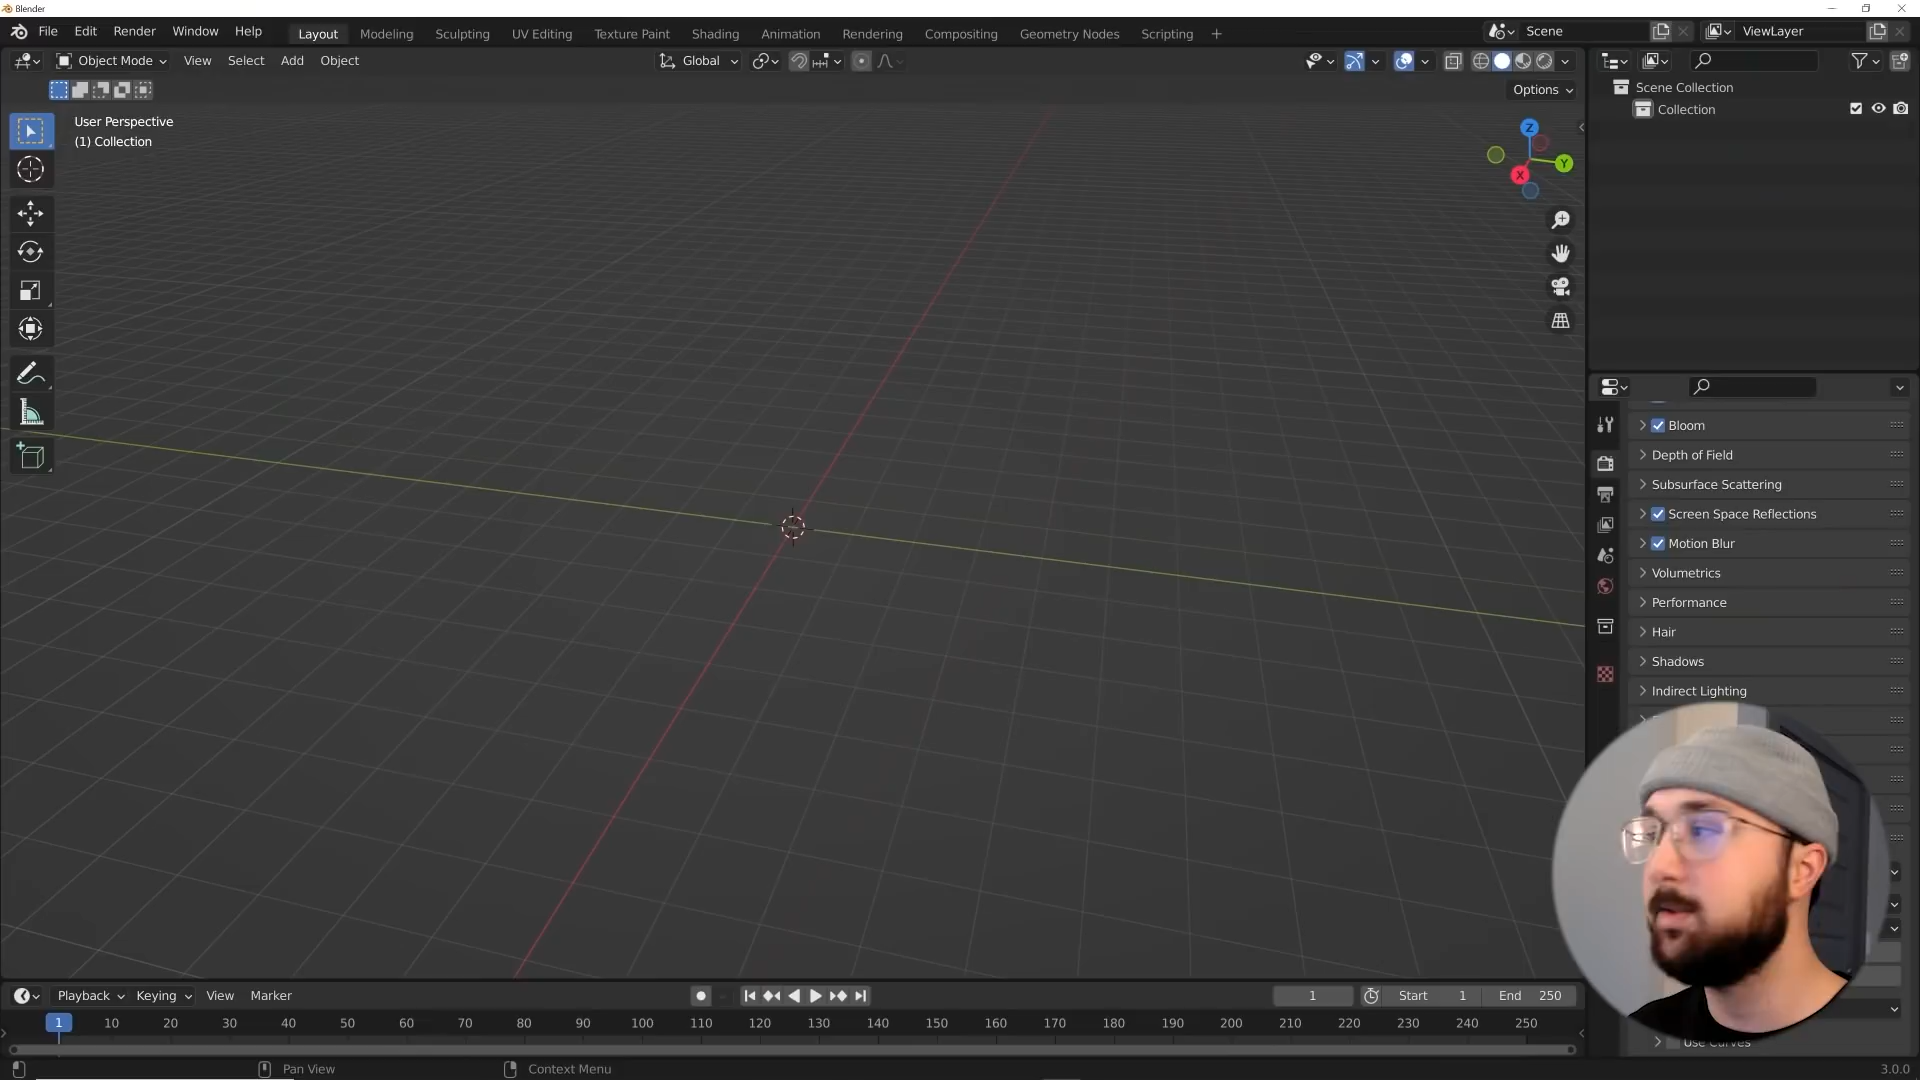 Blender
File Edit Render Window Help Layout Modeling Sculpting UV Editing Texture Paint Shading Animation Rendering Compositing Geometry Nodes Scripting + Scene ViewLayer
Object Mode View Select Add Object Global
Options
User Perspective
(1) Collection
Z
Y
X
Scene Collection
Collection
Bloom
Depth of Field
Subsurface Scattering
Screen Space Reflections
Motion Blur
Volumetrics
Performance
Hair
Shadows
Indirect Lighting
Use Curves
Playback Keying View Marker 1 Start 1 End 250
1 10 20 30 40 50 60 70 80 90 100 110 120 130 140 150 160 170 180 190 200 210 220 230 240 250
Pan View Context Menu 3.0.0